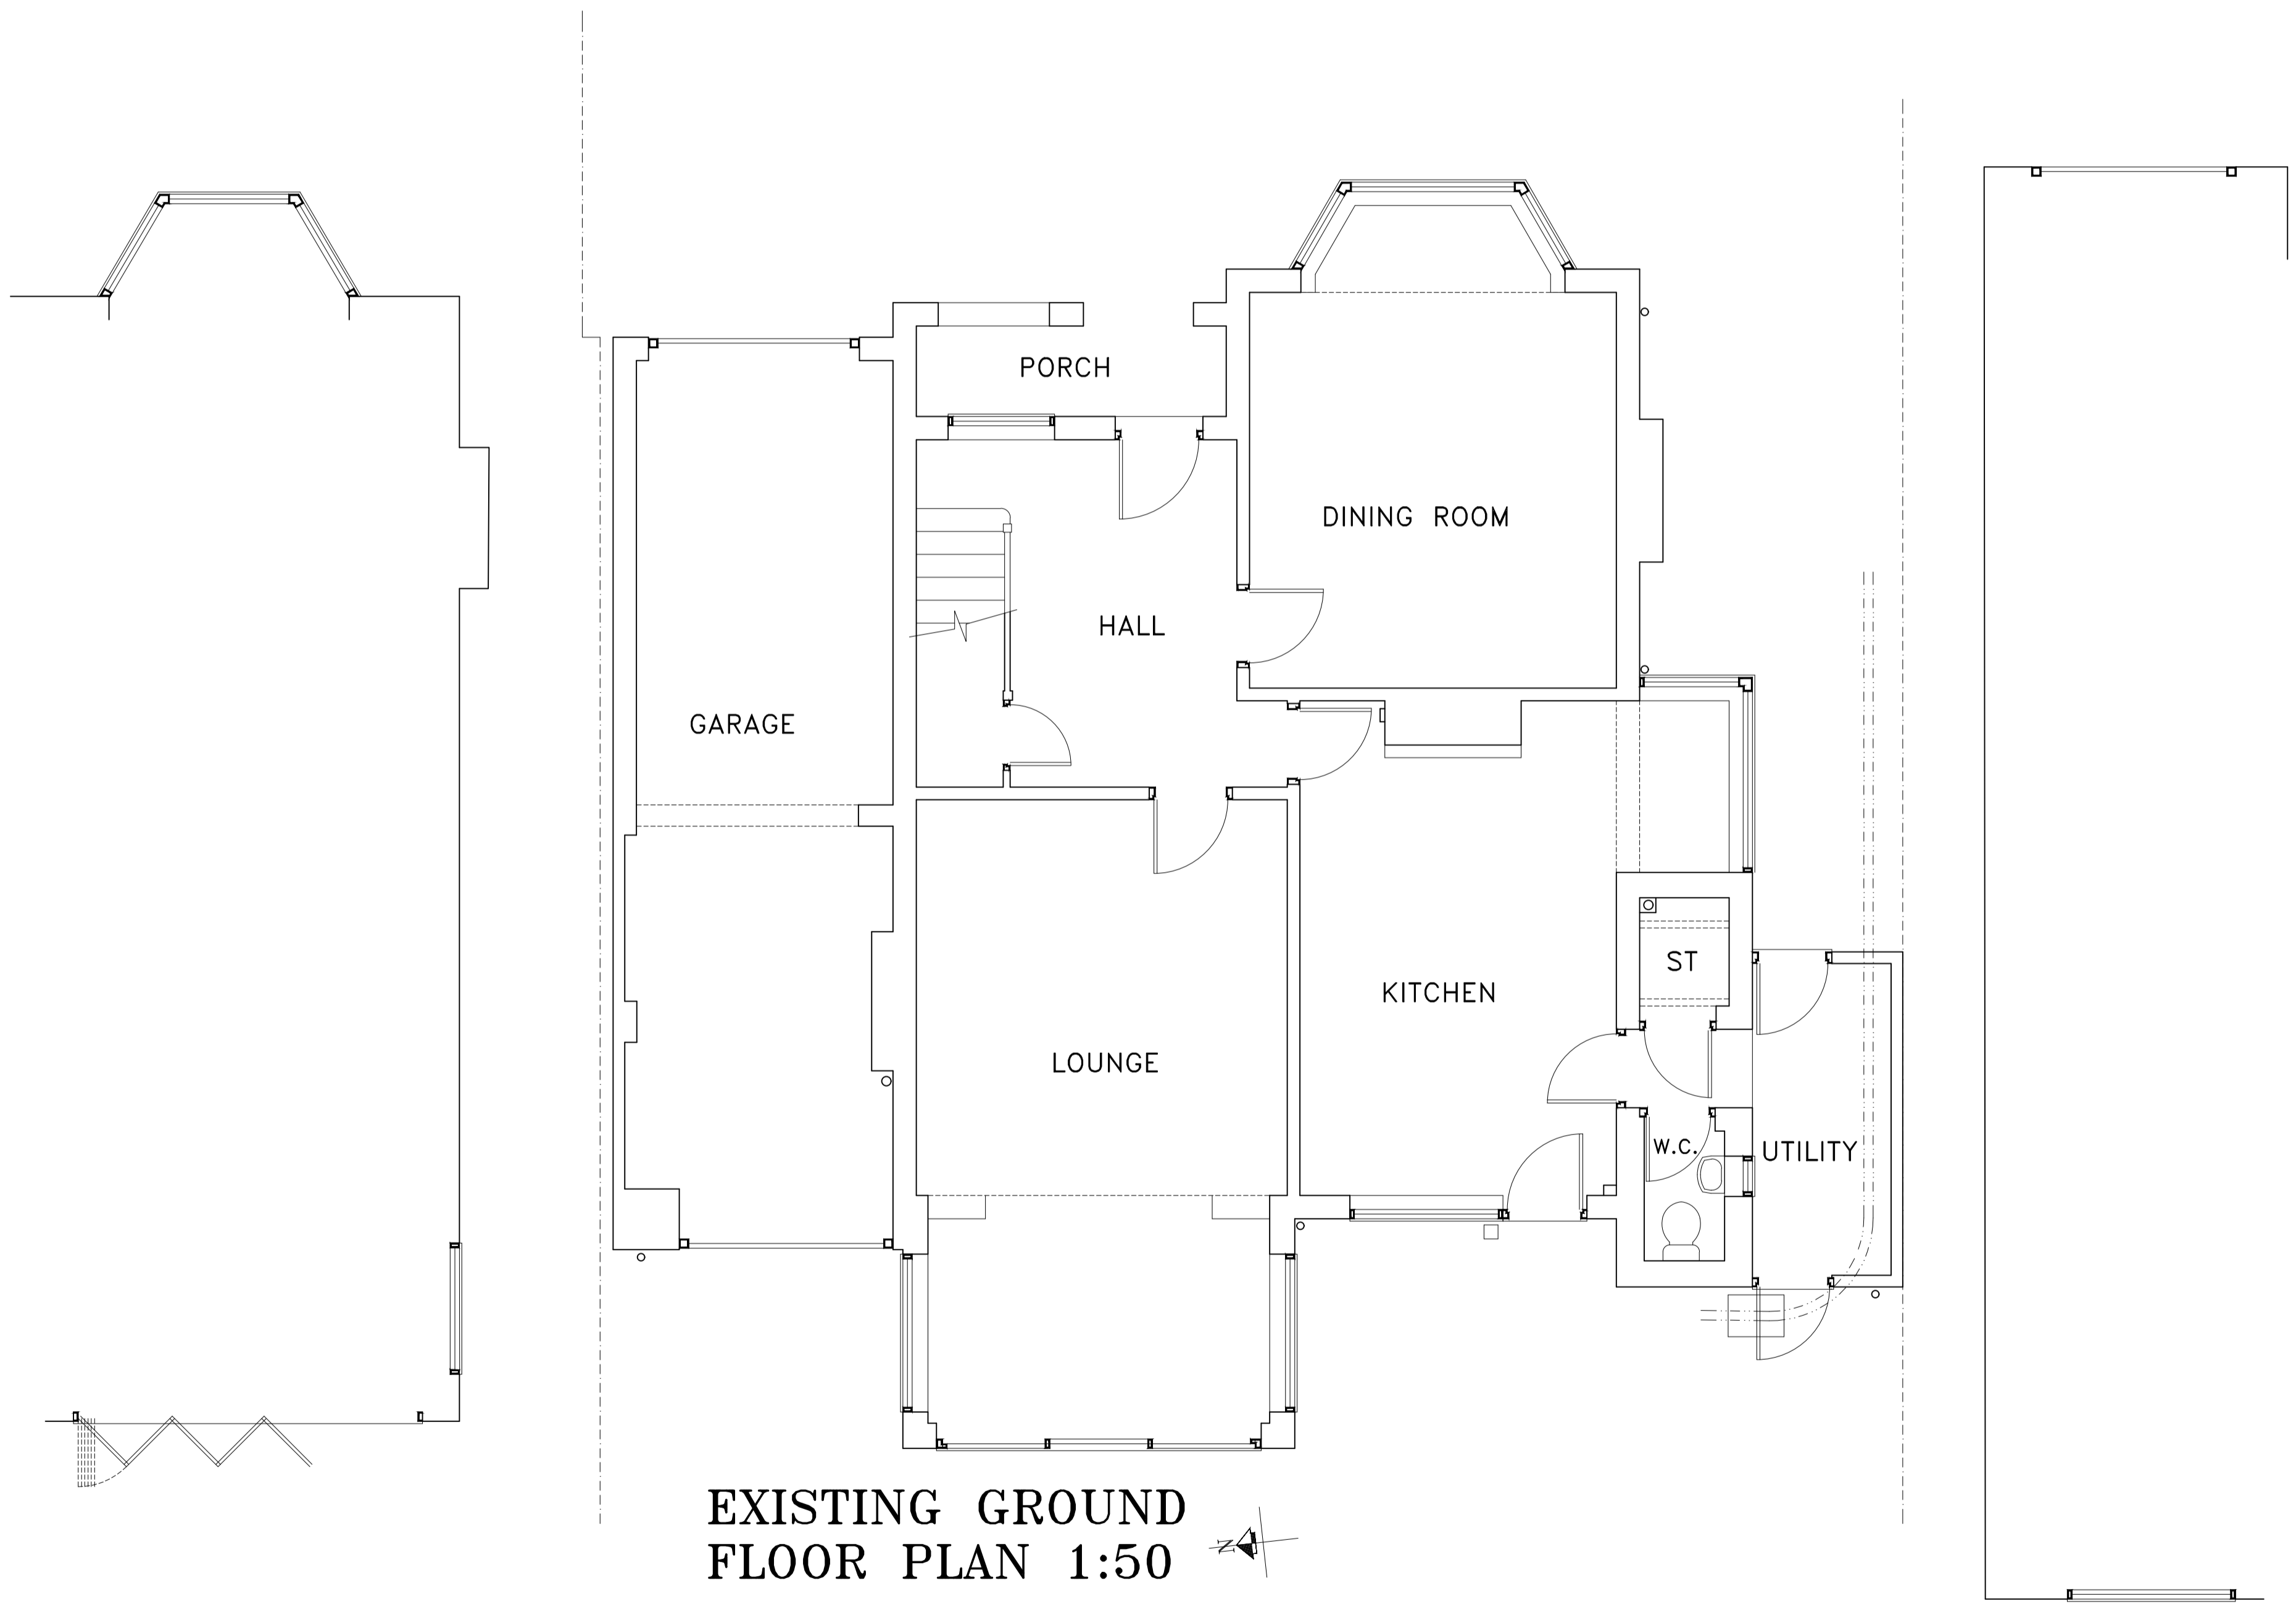 PORCH
DINING ROOM
HALL
GARAGE
ST
KITCHEN
LOUNGE
W.C.
UTILITY
EXISTING GROUND
FLOOR PLAN 1:50
N